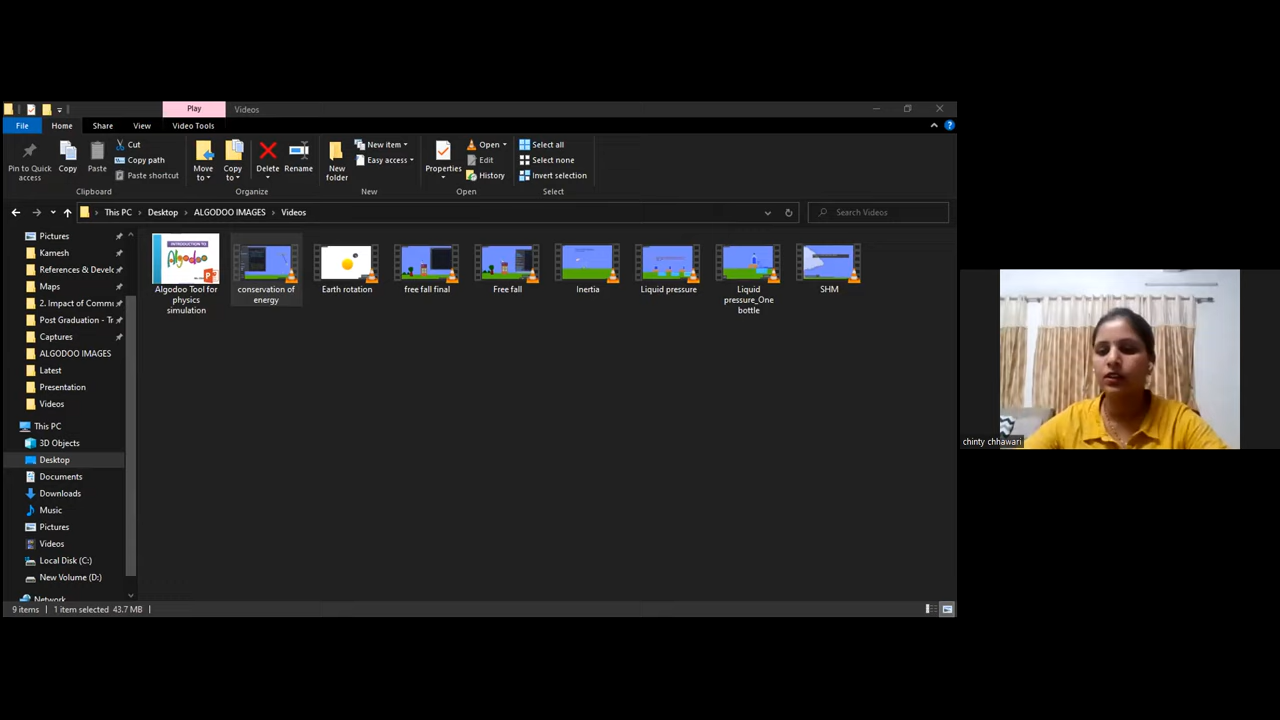 Play
Videos
File
Home
Share
View
Video Tools
Pin to Quick
access
Copy
Paste
Cut
Copy path
Paste shortcut
Clipboard
Move
to
Copy
to
Delete
Rename
Organize
New
folder
New item
Easy access
New
Properties
Open
Edit
History
Open
Select all
Select none
Invert selection
Select
This PC
Desktop
ALGODOO IMAGES
Videos
Search Videos
Pictures
Kamesh
References & Develo
Maps
2. Impact of Commu
Post Graduation - Tr
Captures
ALGODOO IMAGES
Latest
Presentation
Videos
This PC
3D Objects
Desktop
Documents
Downloads
Music
Pictures
Videos
Local Disk (C:)
New Volume (D:)
Network
INTRODUCTION TO
Algodoo
Algodoo Tool for
physics
simulation
conservation of
energy
Earth rotation
free fall final
Free fall
Inertia
Liquid pressure
Liquid
pressure_One
bottle
SHM
9 items
1 item selected 43.7 MB
chinty chhawari